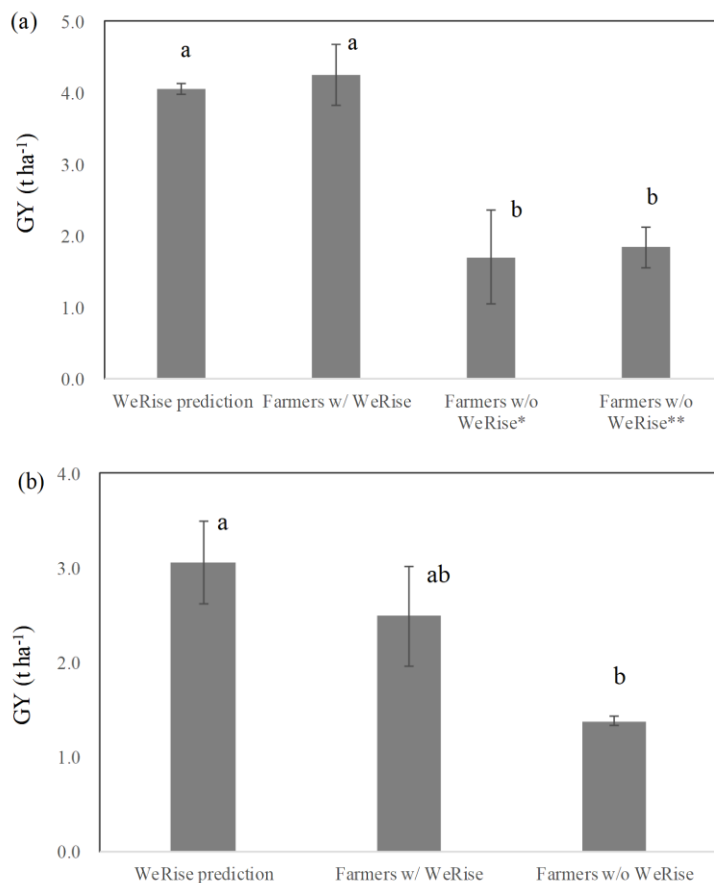 (a)
5.0
4.0
3.0
2.0
1.0
0.0
GY (t ha⁻¹)
a
a
b
b
WeRise prediction
Farmers w/ WeRise
Farmers w/o
WeRise*
Farmers w/o
WeRise**
(b)
4.0
3.0
2.0
1.0
0.0
GY (t ha⁻¹)
a
ab
b
WeRise prediction
Farmers w/ WeRise
Farmers w/o WeRise